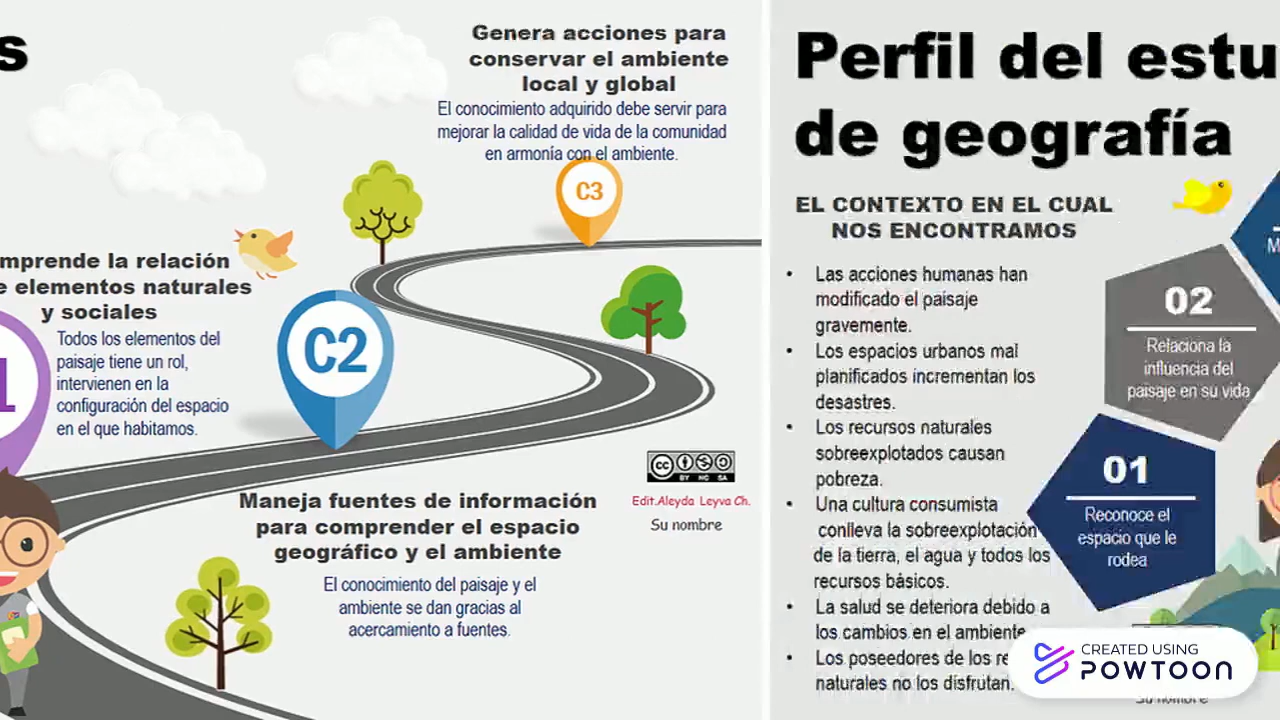 s
Genera acciones para
conservar el ambiente
local y global
El conocimiento adquirido debe servir para
mejorar la calidad de vida de la comunidad
en armonía con el ambiente.
C3
mprende la relación
e elementos naturales
y sociales
Todos los elementos del
paisaje tiene un rol,
intervienen en la
configuración del espacio
en el que habitamos.
1
C2
Maneja fuentes de información
para comprender el espacio
geográfico y el ambiente
El conocimiento del paisaje y el
ambiente se dan gracias al
acercamiento a fuentes.
cc
BY NC SA
Edit.Aleyda Leyva Ch.
Su nombre
Perfil del estu
de geografía
EL CONTEXTO EN EL CUAL
NOS ENCONTRAMOS
• Las acciones humanas han
modificado el paisaje
gravemente.
• Los espacios urbanos mal
planificados incrementan los
desastres.
• Los recursos naturales
sobreexplotados causan
pobreza.
• Una cultura consumista
conlleva la sobreexplotación
de la tierra, el agua y todos los
recursos básicos.
• La salud se deteriora debido a
los cambios en el ambiente
• Los poseedores de los re
naturales no los disfrutan.
M
02
Relaciona la
influencia del
paisaje en su vida
01
Reconoce el
espacio que le
rodea
CREATED USING
POWTOON
Su nombre